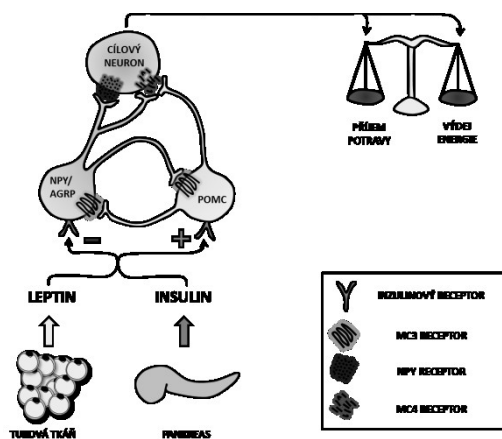 CÍLOVÝ
NEURON
PŘÍJEM
POTRAVY
VÝDEJ
ENERGIE
NPY/
AGRP
POMC
−
+
LEPTIN
INSULIN
TUKOVÁ TKÁŇ
PANKREAS
INZULINOVÝ RECEPTOR
MC3 RECEPTOR
NPY RECEPTOR
MC4 RECEPTOR